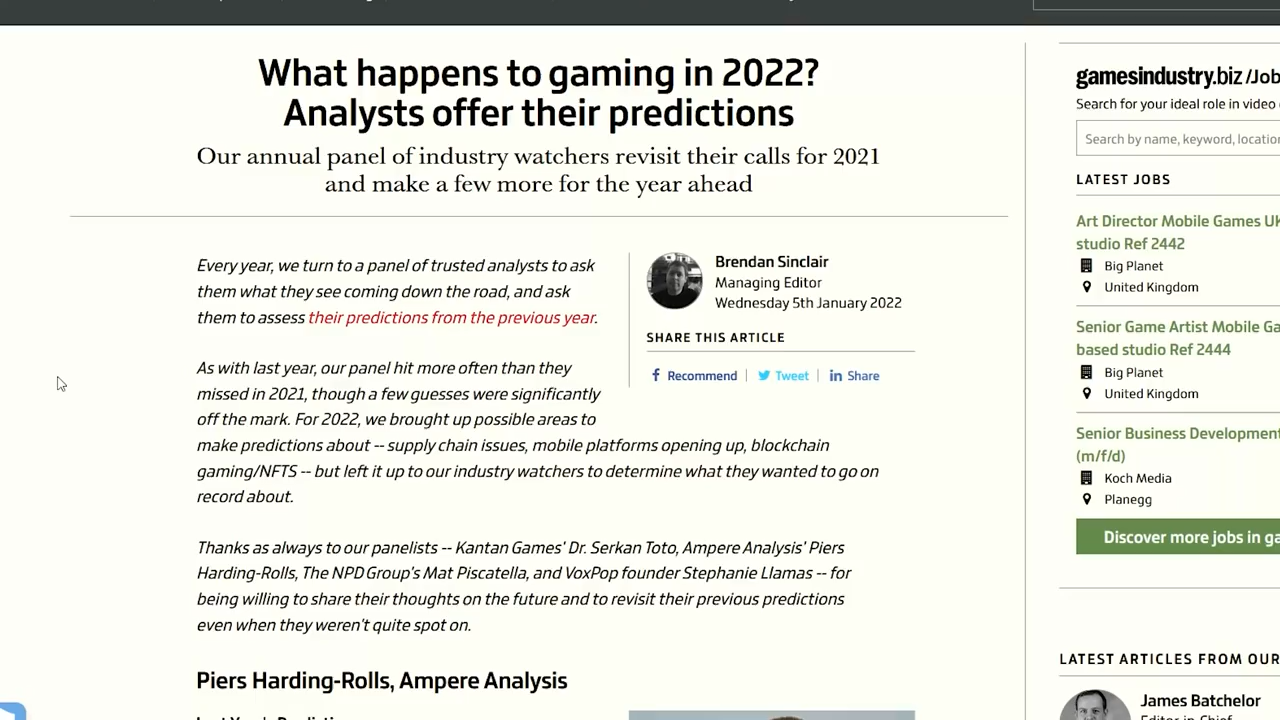 What happens to gaming in 2022?
Analysts offer their predictions
Our annual panel of industry watchers revisit their calls for 2021
and make a few more for the year ahead
Every year, we turn to a panel of trusted analysts to ask
them what they see coming down the road, and ask
them to assess their predictions from the previous year.
As with last year, our panel hit more often than they
missed in 2021, though a few guesses were significantly
off the mark. For 2022, we brought up possible areas to
make predictions about -- supply chain issues, mobile platforms opening up, blockchain
gaming/NFTS -- but left it up to our industry watchers to determine what they wanted to go on
record about.
Thanks as always to our panelists -- Kantan Games' Dr. Serkan Toto, Ampere Analysis' Piers
Harding-Rolls, The NPD Group's Mat Piscatella, and VoxPop founder Stephanie Llamas -- for
being willing to share their thoughts on the future and to revisit their previous predictions
even when they weren't quite spot on.
Piers Harding-Rolls, Ampere Analysis
Brendan Sinclair
Managing Editor
Wednesday 5th January 2022
SHARE THIS ARTICLE
Recommend
Tweet
Share
gamesindustry.biz /Job
Search for your ideal role in video
Search by name, keyword, location
LATEST JOBS
Art Director Mobile Games UK
studio Ref 2442
Big Planet
United Kingdom
Senior Game Artist Mobile Ga
based studio Ref 2444
Big Planet
United Kingdom
Senior Business Development
(m/f/d)
Koch Media
Planegg
Discover more jobs in ga
LATEST ARTICLES FROM OUR
James Batchelor